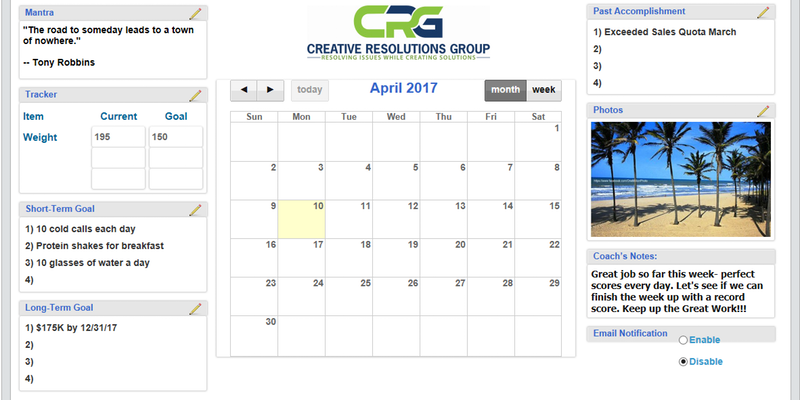 Mantra
"The road to someday leads to a town
of nowhere."
-- Tony Robbins
Tracker
Item Current Goal
Weight 195 150
Short-Term Goal
1) 10 cold calls each day
2) Protein shakes for breakfast
3) 10 glasses of water a day
4)
Long-Term Goal
1) $175K by 12/31/17
2)
3)
4)
CRG
CREATIVE RESOLUTIONS GROUP
RESOLVING ISSUES WHILE CREATING SOLUTIONS
today April 2017 month week
Sun Mon Tue Wed Thu Fri Sat
1
2 3 4 5 6 7 8
9 10 11 12 13 14 15
16 17 18 19 20 21 22
23 24 25 26 27 28 29
30
Past Accomplishment
1) Exceeded Sales Quota March
2)
3)
4)
Photos
Coach's Notes:
Great job so far this week- perfect
scores every day. Let's see if we can
finish the week up with a record
score. Keep up the Great Work!!!
Email Notification
Enable
Disable